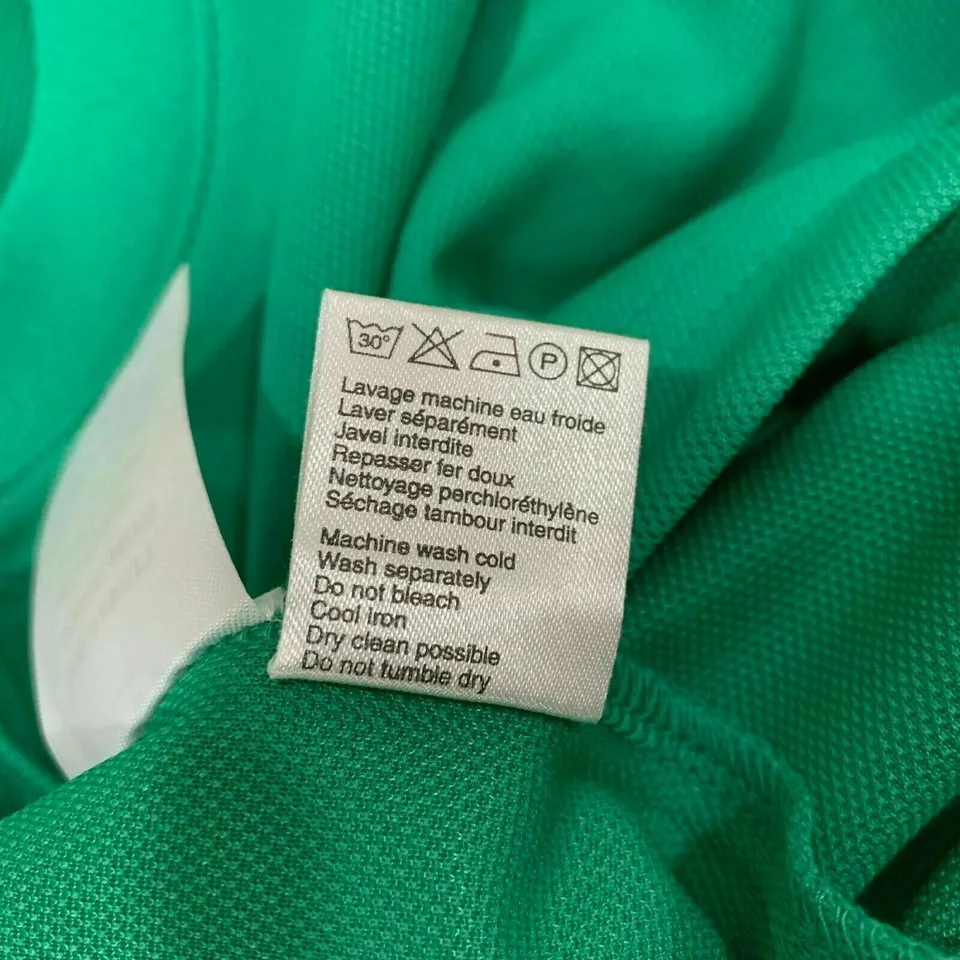 30°
P
Lavage machine eau froide
Laver séparément
Javel interdite
Repasser fer doux
Nettoyage perchloréthylène
Séchage tambour interdit
Machine wash cold
Wash separately
Do not bleach
Cool iron
Dry clean possible
Do not tumble dry